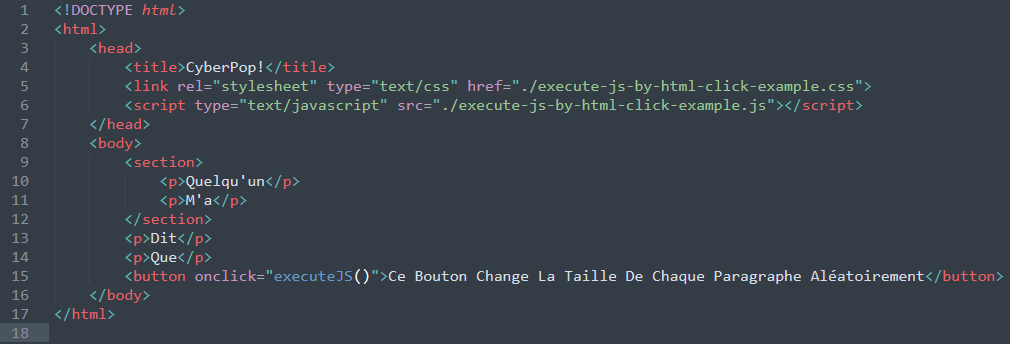 1 <!DOCTYPE html>
2 <html>
3     <head>
4         <title>CyberPop!</title>
5         <link rel="stylesheet" type="text/css" href="./execute-js-by-html-click-example.css">
6         <script type="text/javascript" src="./execute-js-by-html-click-example.js"></script>
7     </head>
8     <body>
9         <section>
10             <p>Quelqu'un</p>
11             <p>M'a</p>
12         </section>
13         <p>Dit</p>
14         <p>Que</p>
15         <button onclick="executeJS()">Ce Bouton Change La Taille De Chaque Paragraphe Aléatoirement</button>
16     </body>
17 </html>
18